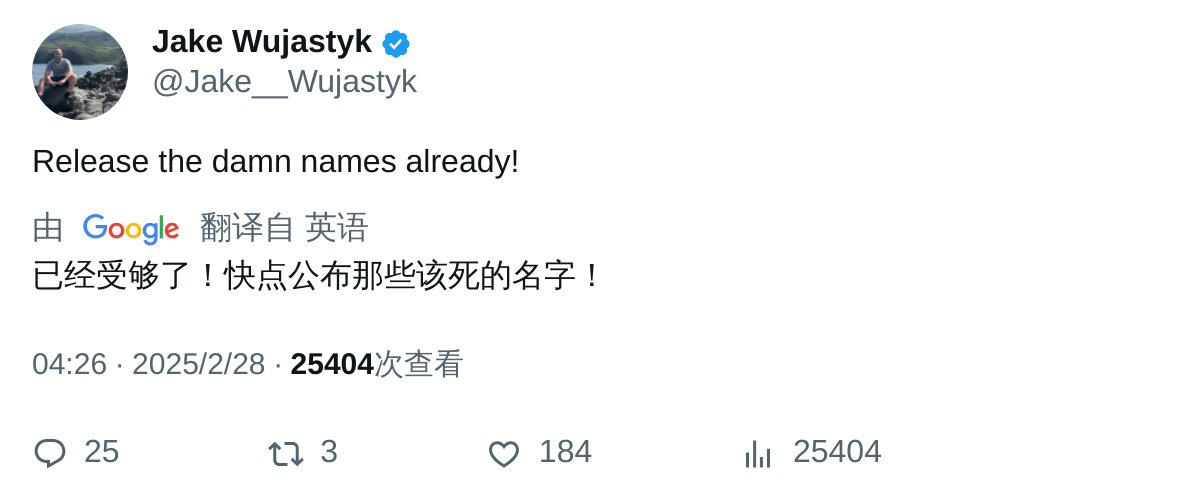 Jake Wujastyk
@Jake__Wujastyk
Release the damn names already!
由 Google 翻译自 英语
已经受够了！快点公布那些该死的名字！
04:26 · 2025/2/28 · 25404次查看
25 3 184 25404